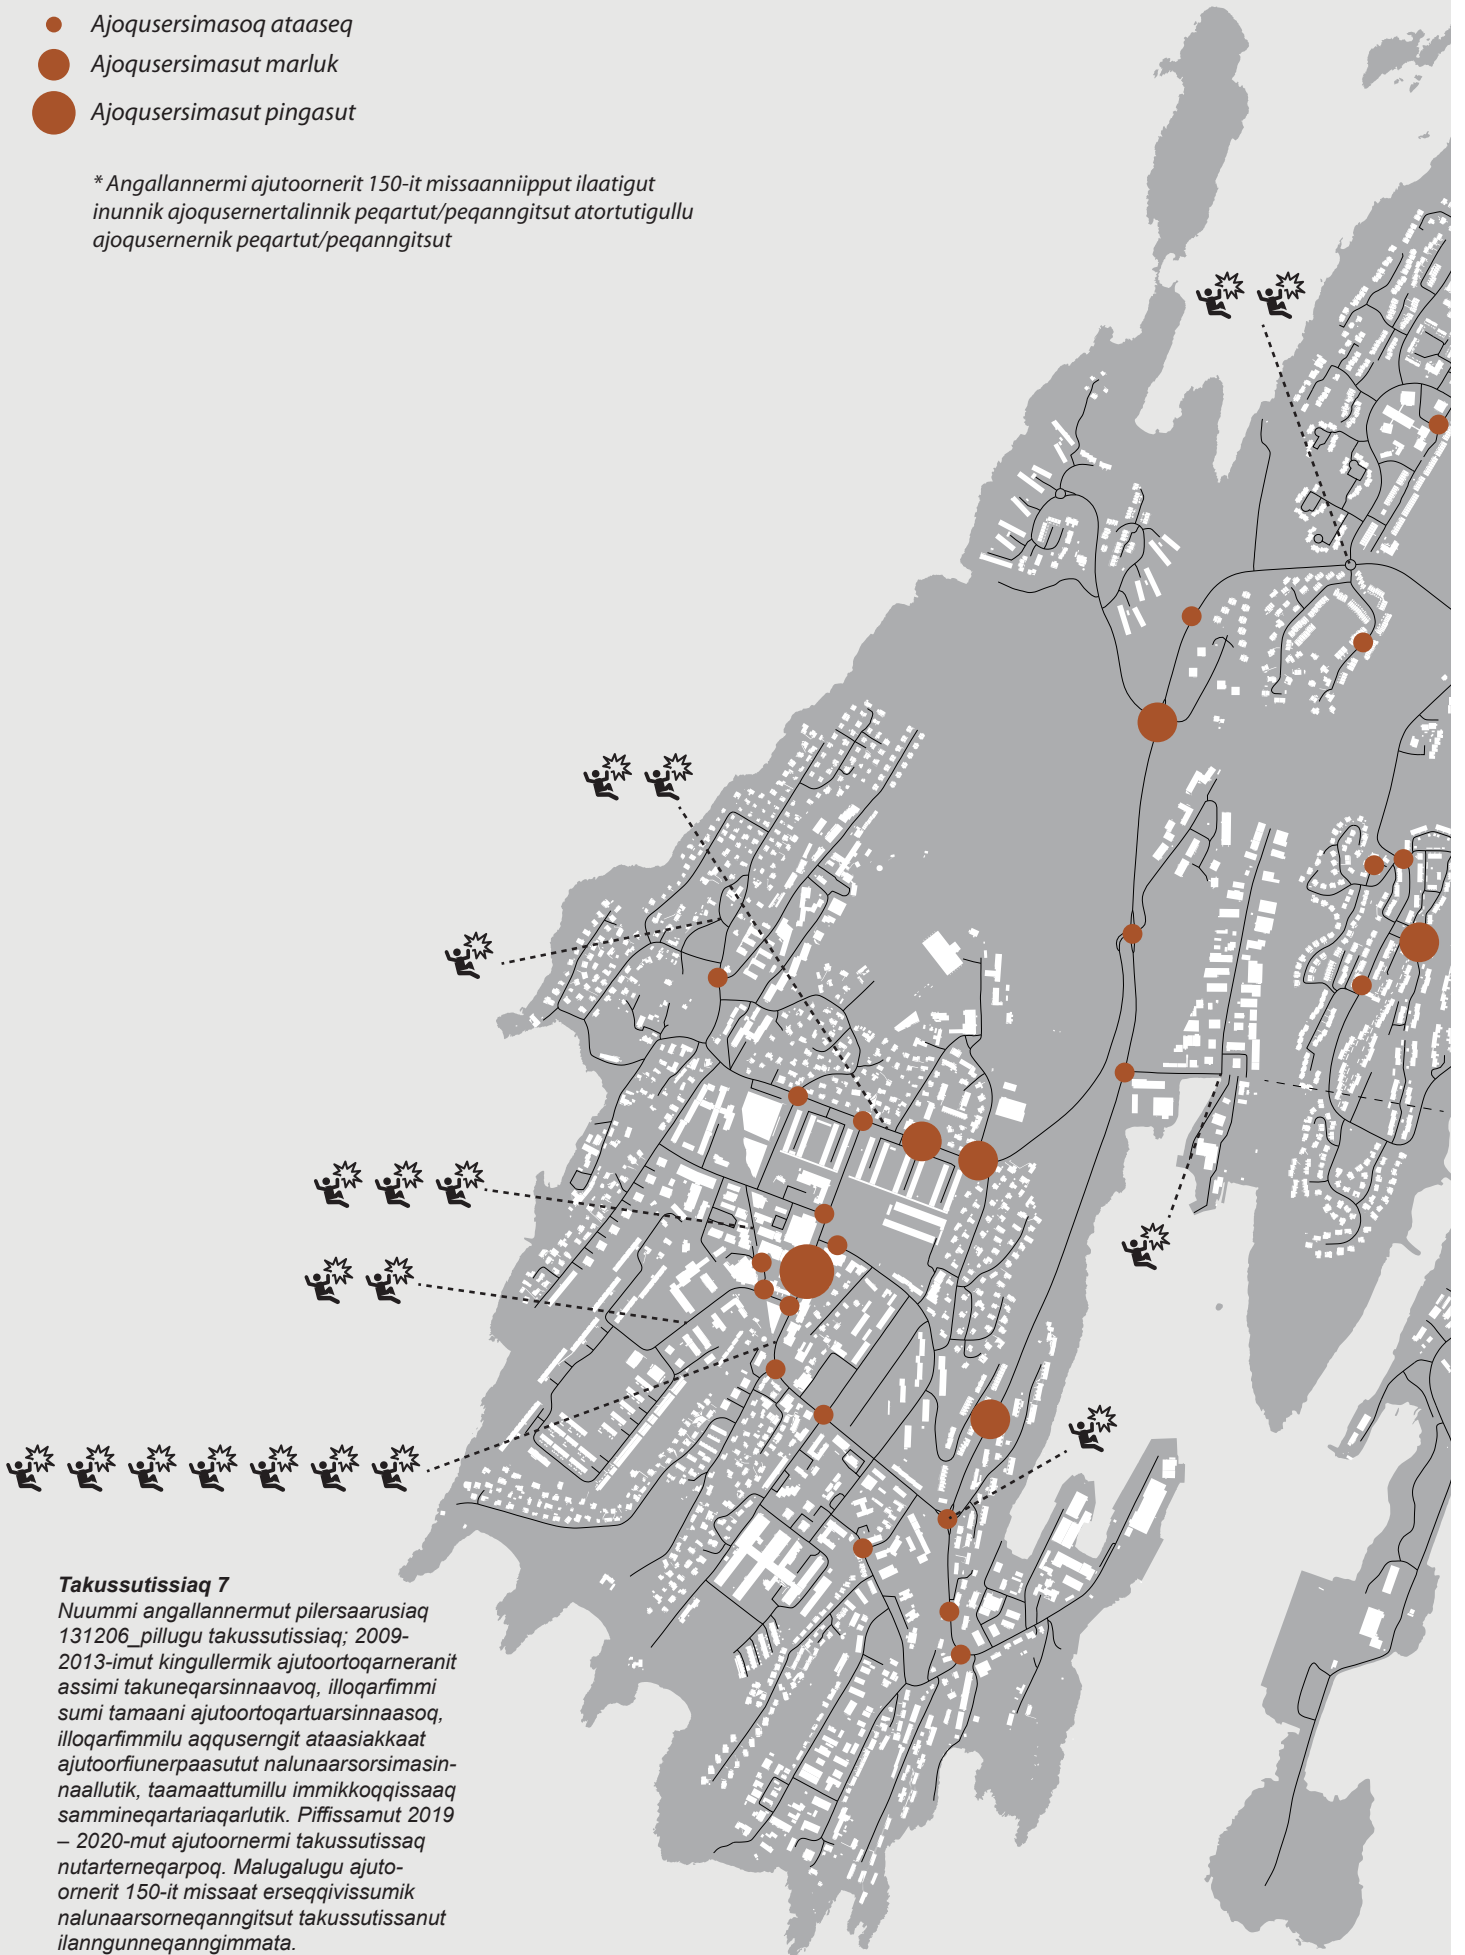 Ajoqusersimasoq ataaseq
Ajoqusersimasut marluk
Ajoqusersimasut pingasut
* Angallannermi ajutoornerit 150-it missaanniipput ilaatigut
inunnik ajoqusernertalinnik peqartut/peqanngitsut atortutigullu
ajoqusernernik peqartut/peqanngitsut
Takussutissiaq 7
Nuummi angallannermut pilersaarusiaq
131206_pillugu takussutissiaq; 2009-
2013-imut kingullermik ajutoortoqarneranit
assimi takuneqarsinnaavoq, illoqarfimmi
sumi tamaani ajutoortoqartuarsinnaasoq,
illoqarfimmilu aqquserngit ataasiakkaat
ajutoorfiunerpaasutut nalunaarsorsimasin-
naallutik, taamaattumillu immikkoqqissaaq
sammineqartariaqarlutik. Piffissamut 2019
– 2020-mut ajutoornermi takussutissaq
nutarterneqarpoq. Malugalugu ajuto-
ornerit 150-it missaat erseqqivissumik
nalunaarsorneqanngitsut takussutissanut
ilanngunneqanngimmata.